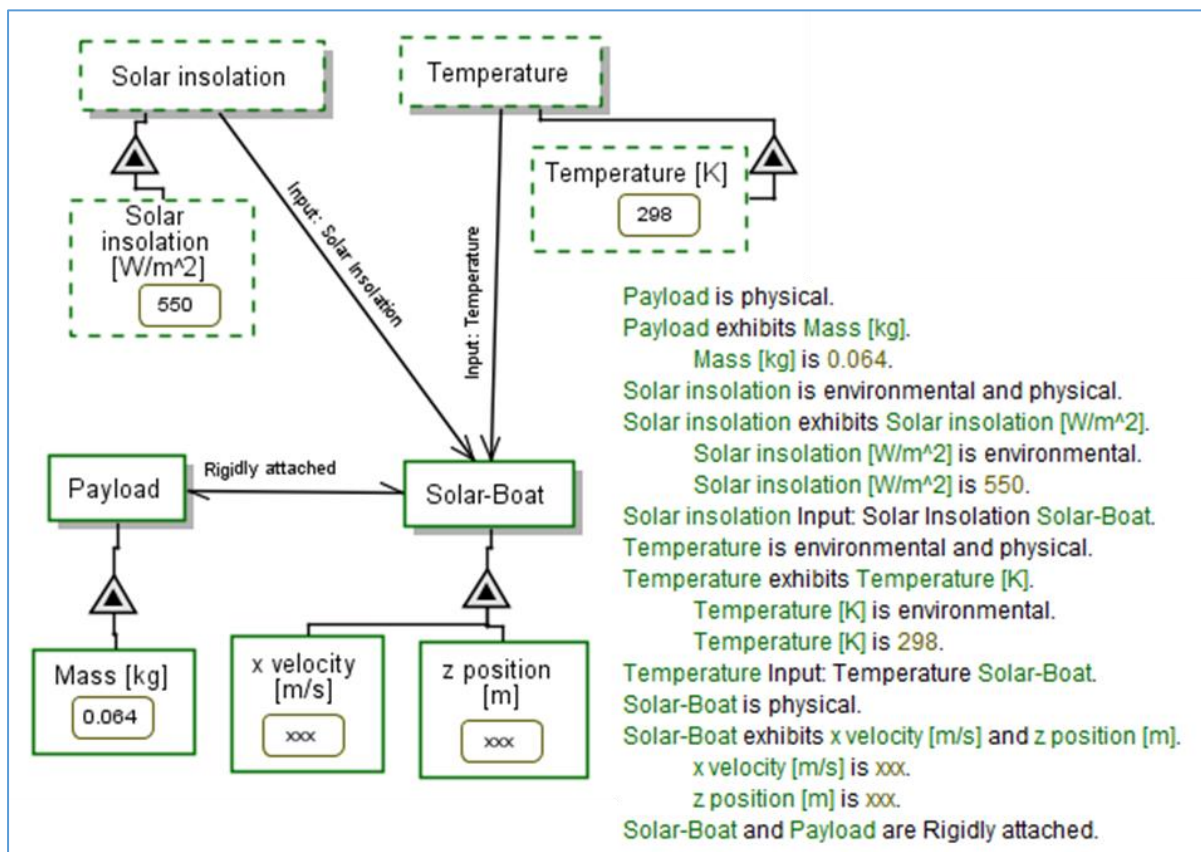 Solar insolation
Temperature
Temperature [K]
298
Solar
insolation
[W/m^2]
550
Input: Solar Insolation
Input: Temperature
Payload
Rigidly attached
Solar-Boat
Mass [kg]
0.064
x velocity
[m/s]
xxx
z position
[m]
xxx
Payload is physical.
Payload exhibits Mass [kg].
Mass [kg] is 0.064.
Solar insolation is environmental and physical.
Solar insolation exhibits Solar insolation [W/m^2].
Solar insolation [W/m^2] is environmental.
Solar insolation [W/m^2] is 550.
Solar insolation Input: Solar Insolation Solar-Boat.
Temperature is environmental and physical.
Temperature exhibits Temperature [K].
Temperature [K] is environmental.
Temperature [K] is 298.
Temperature Input: Temperature Solar-Boat.
Solar-Boat is physical.
Solar-Boat exhibits x velocity [m/s] and z position [m].
x velocity [m/s] is xxx.
z position [m] is xxx.
Solar-Boat and Payload are Rigidly attached.